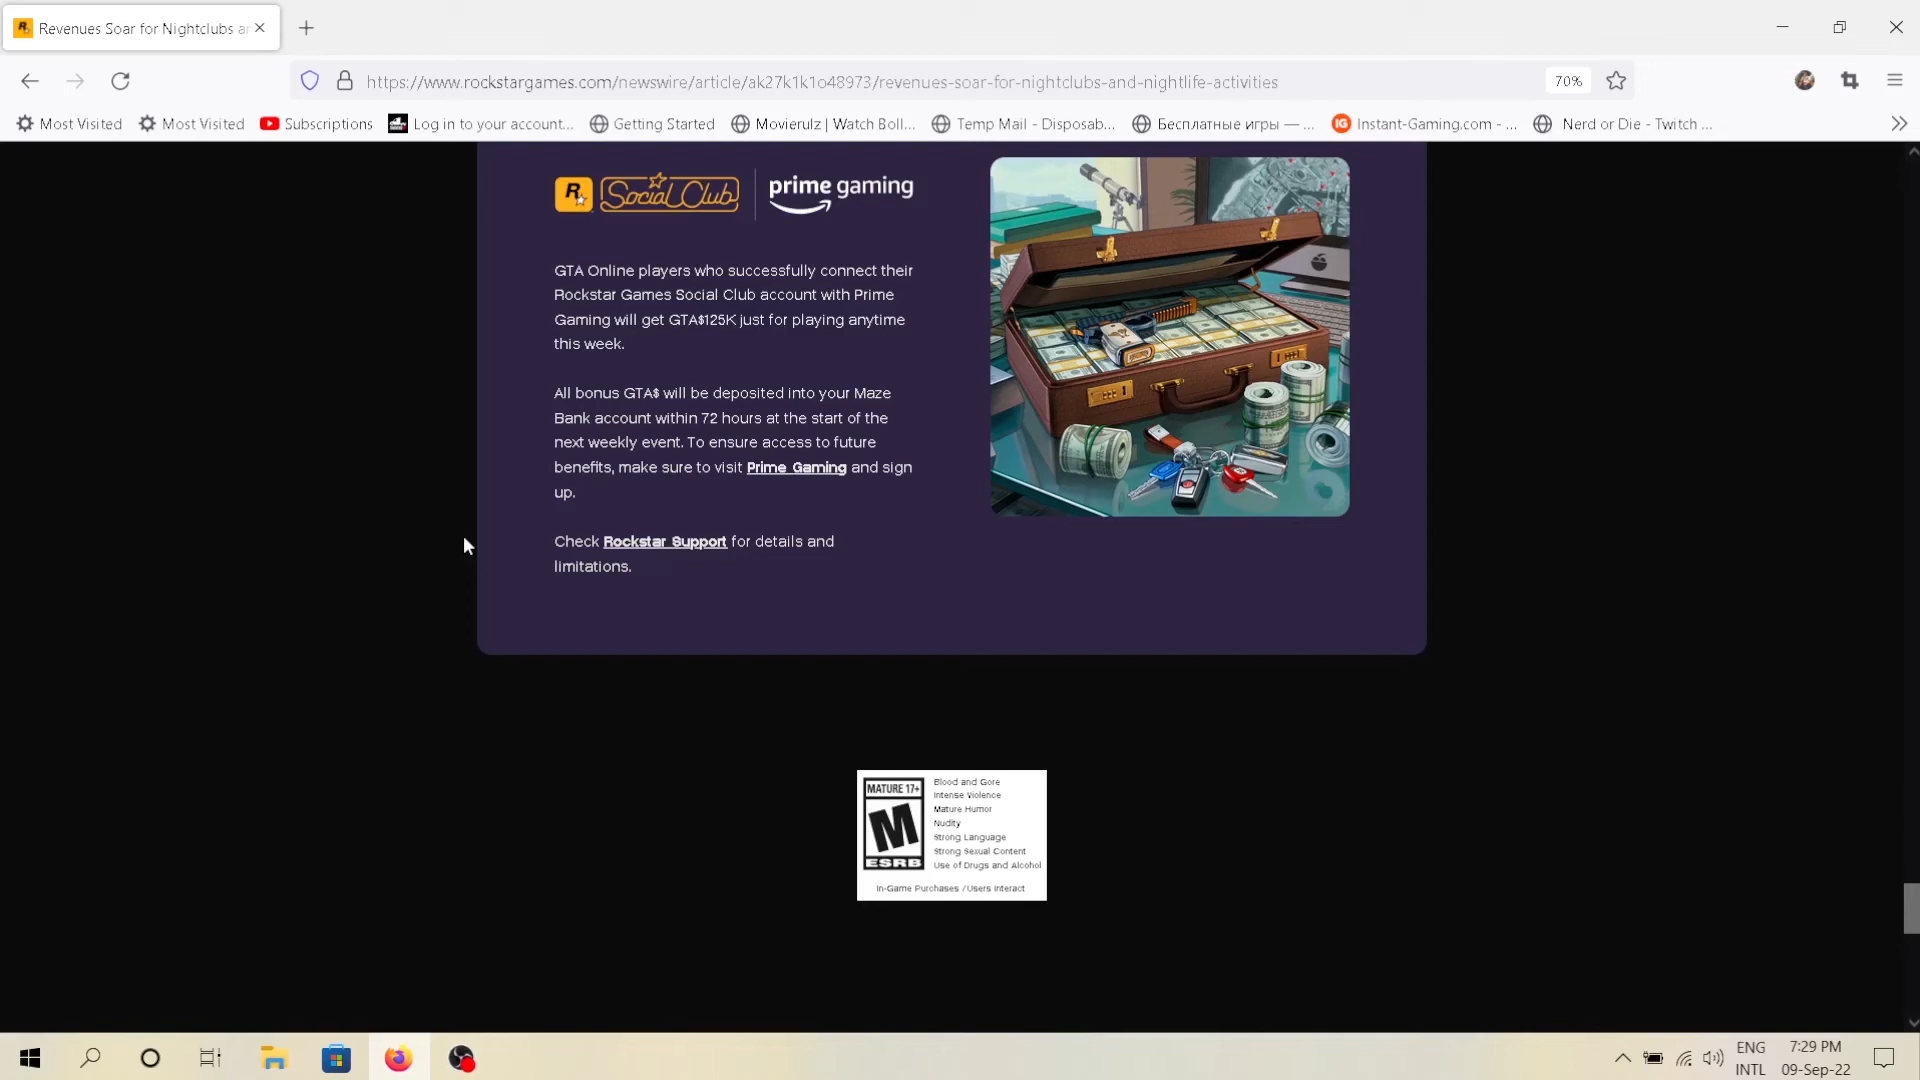 Revenues Soar for Nightclubs an
https://www.rockstargames.com/newswire/article/ak27k1k1o48973/revenues-soar-for-nightclubs-and-nightlife-activities
70%
Most Visited
Most Visited
Subscriptions
Log in to your account...
Getting Started
Movierulz | Watch Boll...
Temp Mail - Disposab...
Бесплатные игры — ...
IG
Instant-Gaming.com - ...
Nerd or Die - Twitch ...
R
Social Club
prime gaming
GTA Online players who successfully connect their
Rockstar Games Social Club account with Prime
Gaming will get GTA$125K just for playing anytime
this week.
All bonus GTA$ will be deposited into your Maze
Bank account within 72 hours at the start of the
next weekly event. To ensure access to future
benefits, make sure to visit Prime Gaming and sign
up.
Check Rockstar Support for details and
limitations.
MATURE 17+
M
ESRB
Blood and Gore
Intense Violence
Mature Humor
Nudity
Strong Language
Strong Sexual Content
Use of Drugs and Alcohol
In-Game Purchases / Users Interact
ENG
INTL
7:29 PM
09-Sep-22